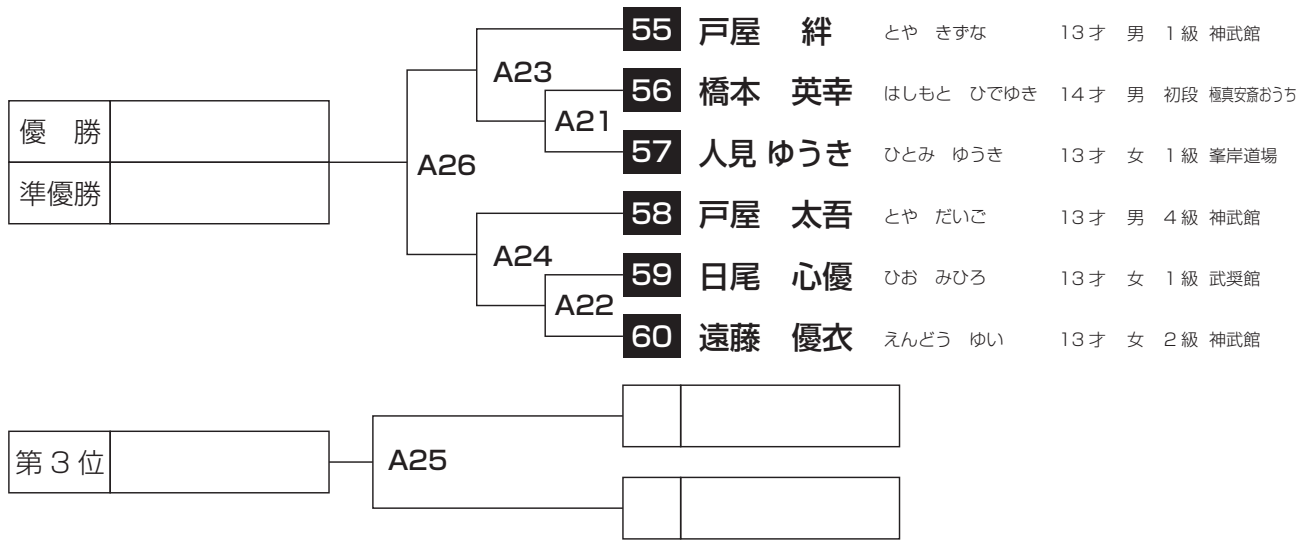 55 戸屋　絆 とや　きずな 13才 男 1級 神武館
A23
56 橋本　英幸 はしもと　ひでゆき 14才 男 初段 極真安斎おうち
優　勝
A21
57 人見 ゆうき ひとみ　ゆうき 13才 女 1級 峯岸道場
A26
準優勝
58 戸屋　太吾 とや　だいご 13才 男 4級 神武館
A24
59 日尾　心優 ひお　みひろ 13才 女 1級 武奨館
A22
60 遠藤　優衣 えんどう　ゆい 13才 女 2級 神武館
第3位
A25